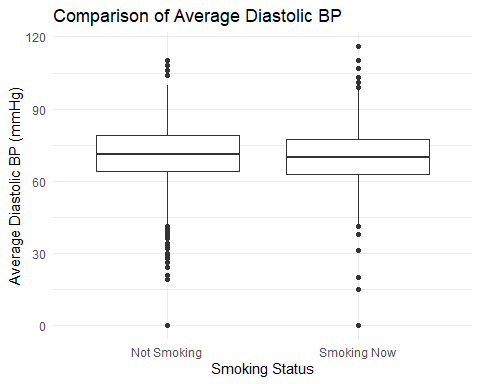 Comparison of Average Diastolic BP
Average Diastolic BP (mmHg)
120
90
60
30
0
Not Smoking
Smoking Now
Smoking Status